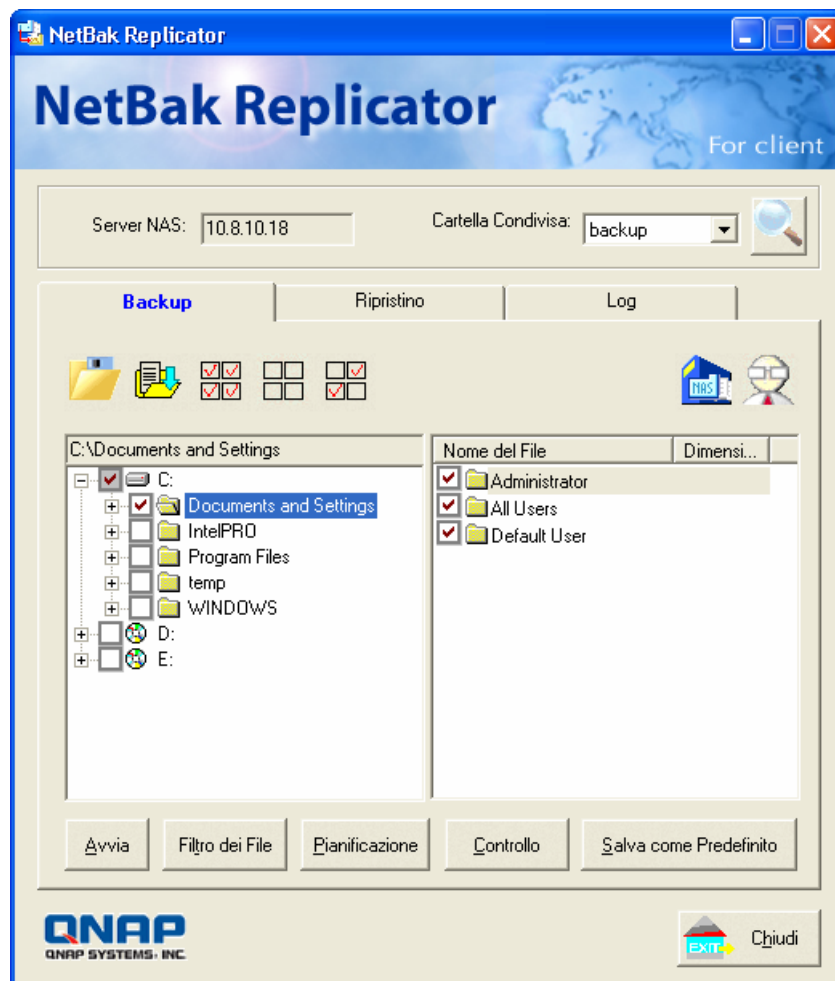 NetBak Replicator
NetBak Replicator
For client
Server NAS: 10.8.10.18 Cartella Condivisa: backup
Backup Ripristino Log
NAS
C:\Documents and Settings
C:
Documents and Settings
IntelPRO
Program Files
temp
WINDOWS
D:
E:
Nome del File Dimensi...
Administrator
All Users
Default User
Avvia Filtro dei File Pianificazione Controllo Salva come Predefinito
QNAP
QNAP SYSTEMS, INC.
EXIT Chiudi